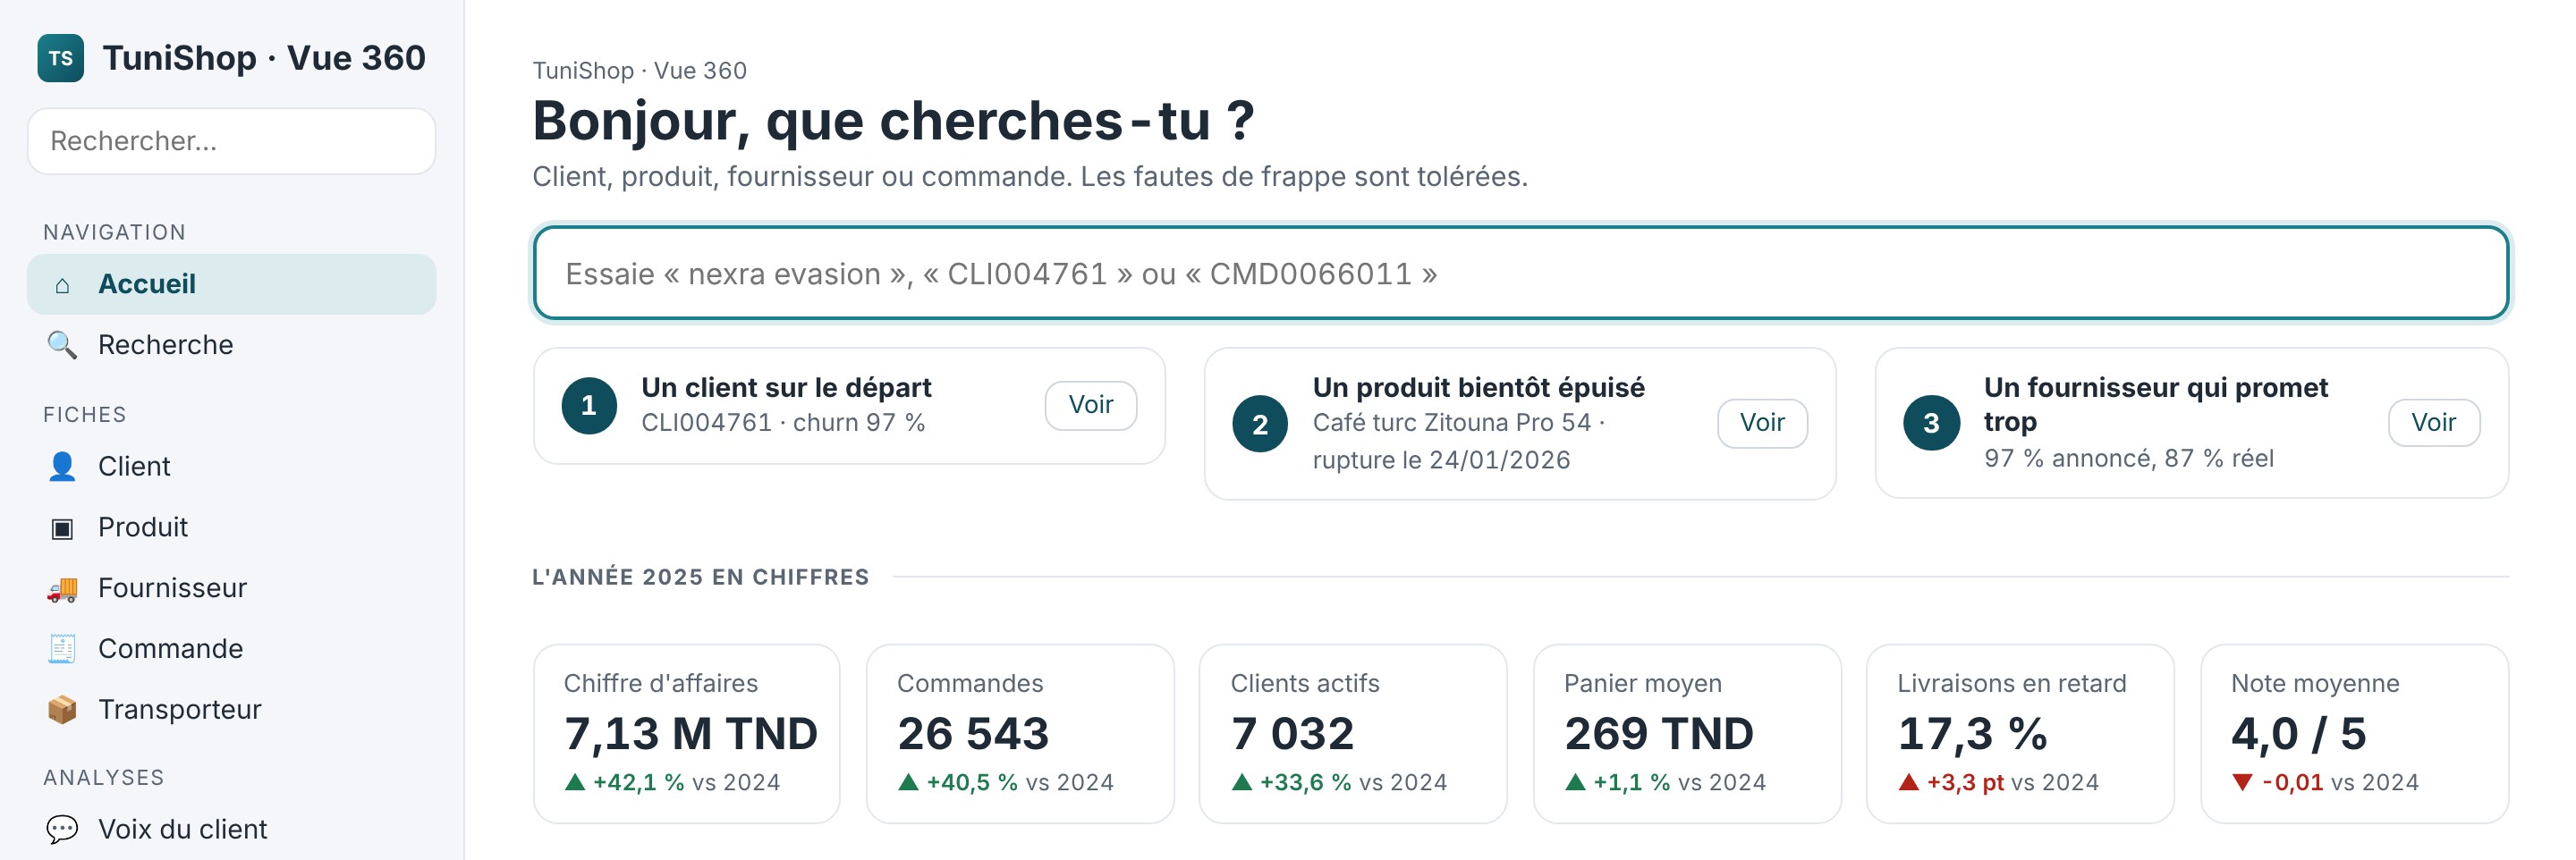 TS TuniShop · Vue 360
Rechercher...
NAVIGATION
Accueil
Recherche
FICHES
Client
Produit
Fournisseur
Commande
Transporteur
ANALYSES
Voix du client
TuniShop · Vue 360
Bonjour, que cherches-tu ?
Client, produit, fournisseur ou commande. Les fautes de frappe sont tolérées.
Essaie « nexra evasion », « CLI004761 » ou « CMD0066011 »
1
Un client sur le départ
CLI004761 · churn 97 %
Voir
2
Un produit bientôt épuisé
Café turc Zitouna Pro 54 ·
rupture le 24/01/2026
Voir
3
Un fournisseur qui promet
trop
97 % annoncé, 87 % réel
Voir
L'ANNÉE 2025 EN CHIFFRES
Chiffre d'affaires
7,13 M TND
▲ +42,1 % vs 2024
Commandes
26 543
▲ +40,5 % vs 2024
Clients actifs
7 032
▲ +33,6 % vs 2024
Panier moyen
269 TND
▲ +1,1 % vs 2024
Livraisons en retard
17,3 %
▲ +3,3 pt vs 2024
Note moyenne
4,0 / 5
▼ -0,01 vs 2024